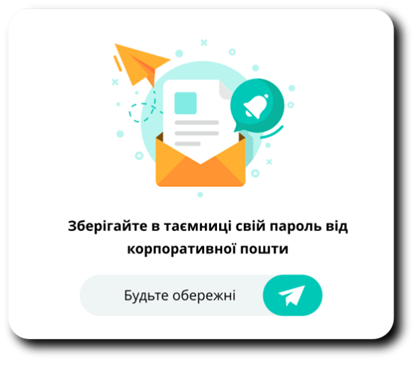 Зберігайте в таємниці свій пароль від
корпоративної пошти
Будьте обережні